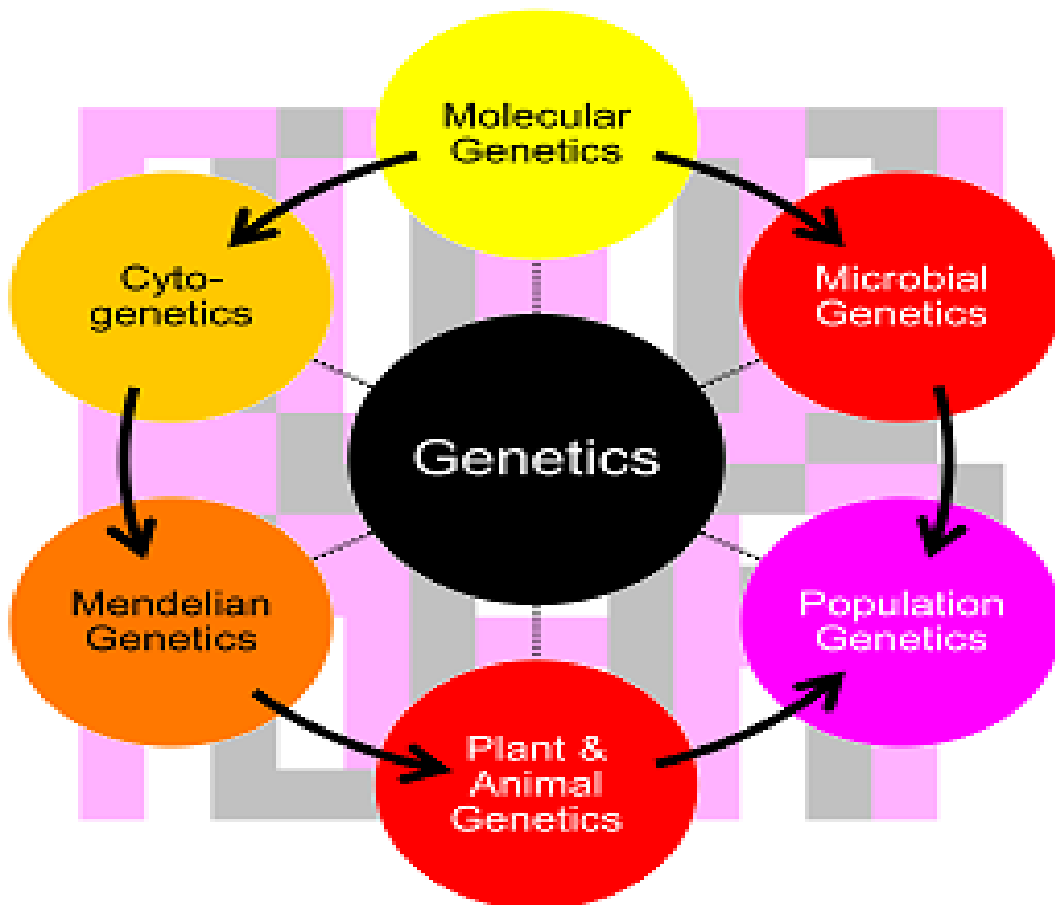 Molecular
Genetics
Cyto-
genetics
Microbial
Genetics
Genetics
Mendelian
Genetics
Population
Genetics
Plant &
Animal
Genetics